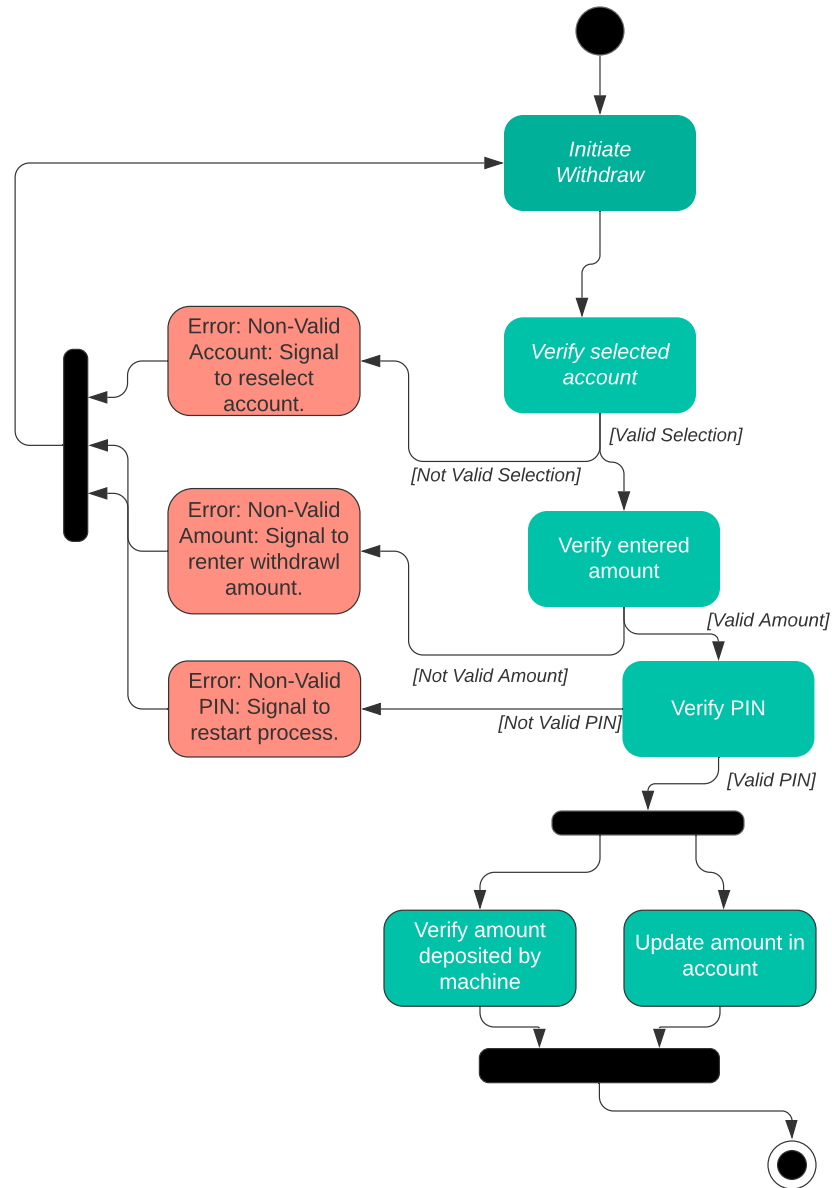 Initiate
Withdraw
Error: Non-Valid
Account: Signal
to reselect
account.
Verify selected
account
[Valid Selection]
[Not Valid Selection]
Error: Non-Valid
Amount: Signal to
renter withdrawl
amount.
Verify entered
amount
[Valid Amount]
[Not Valid Amount]
Error: Non-Valid
PIN: Signal to
restart process.
Verify PIN
[Not Valid PIN]
[Valid PIN]
Verify amount
deposited by
machine
Update amount in
account